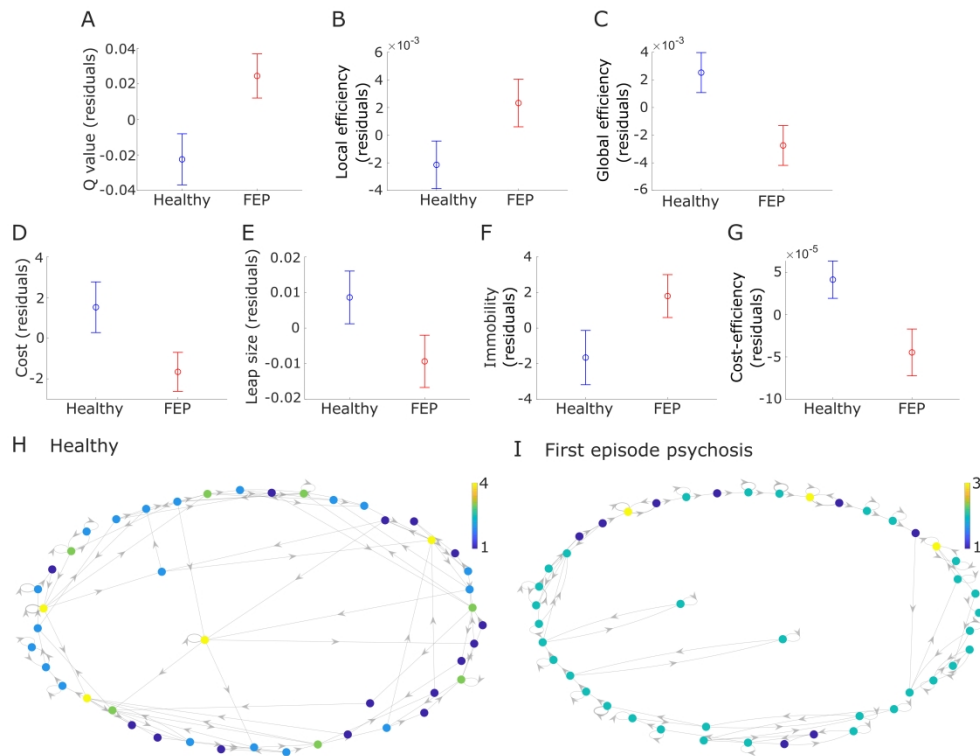 A
Q value (residuals)
0.04
0.02
0
-0.02
-0.04
Healthy
FEP
B
Local efficiency
(residuals)
×10⁻³
6
4
2
0
-2
-4
Healthy
FEP
C
Global efficiency
(residuals)
×10⁻³
4
2
0
-2
-4
-6
Healthy
FEP
D
Cost (residuals)
4
2
0
-2
Healthy
FEP
E
Leap size (residuals)
0.02
0.01
0
-0.01
-0.02
Healthy
FEP
F
Immobility
(residuals)
4
2
0
-2
-4
Healthy
FEP
G
Cost-efficiency
(residuals)
×10⁻⁵
5
0
-5
-10
Healthy
FEP
H Healthy
4
1
I First episode psychosis
3
1